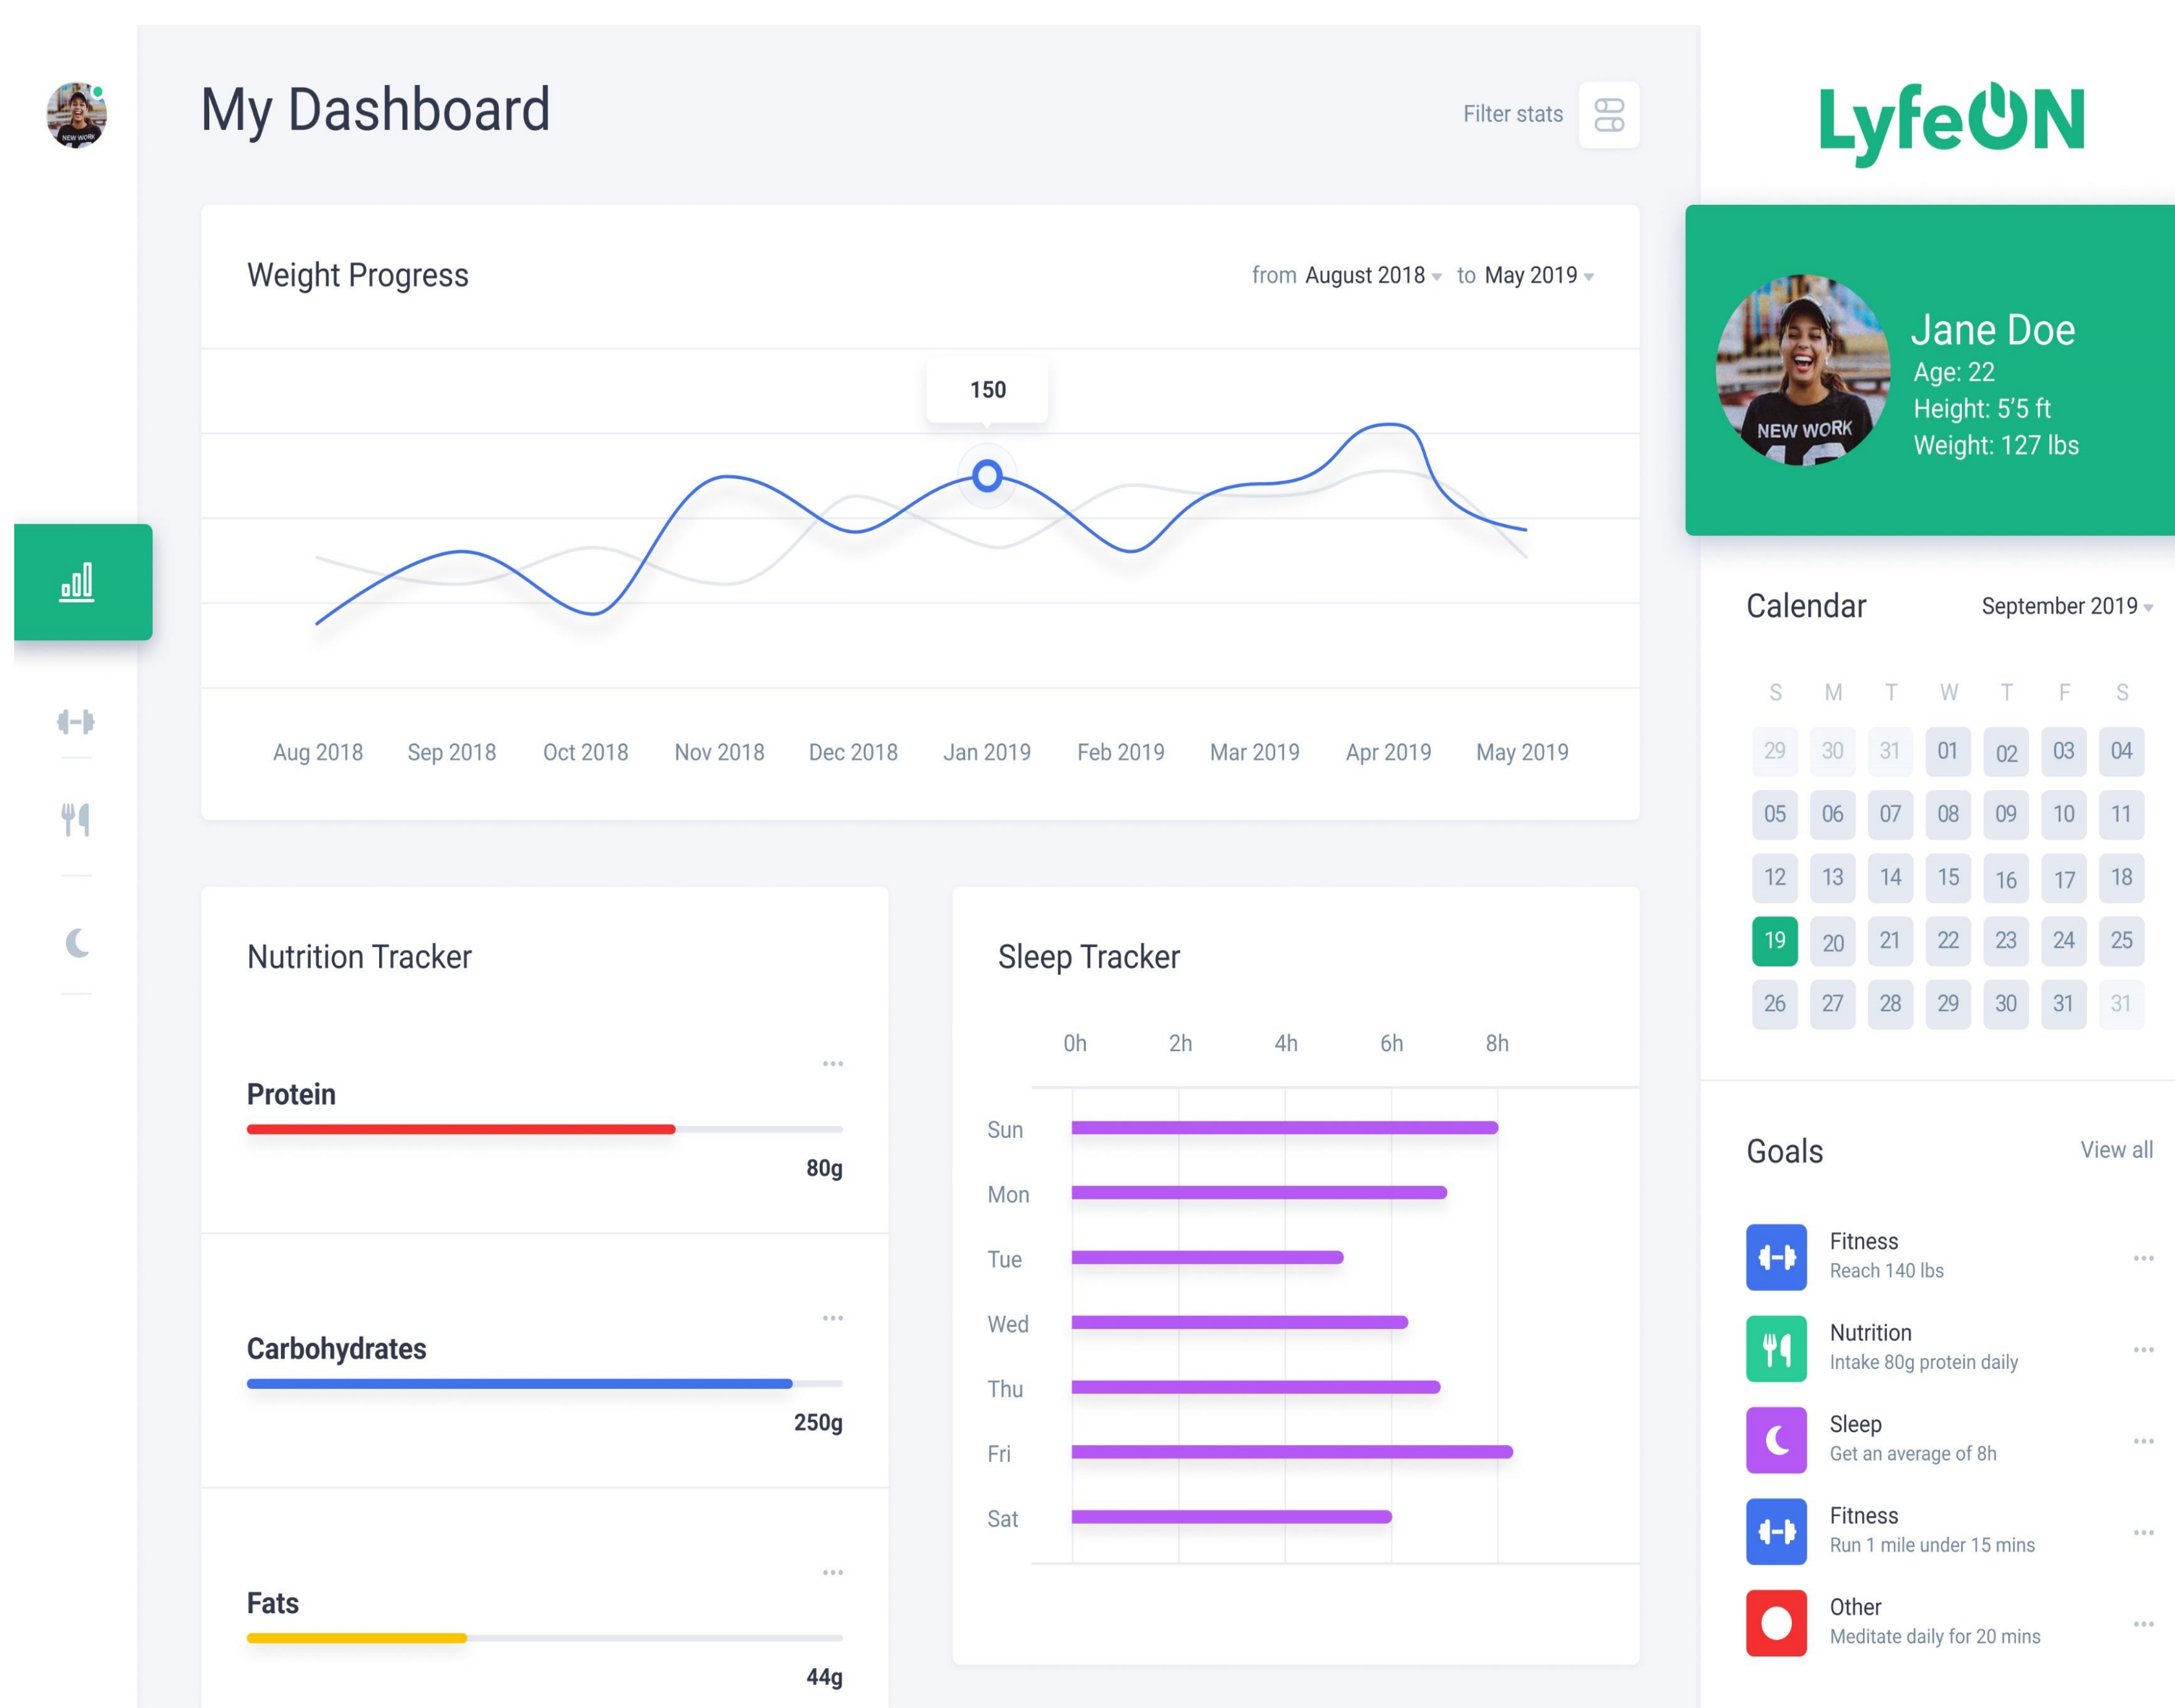 My Dashboard
Filter stats
LyfeON
NEW WORK
Weight Progress
from August 2018 to May 2019
150
Aug 2018 Sep 2018 Oct 2018 Nov 2018 Dec 2018 Jan 2019 Feb 2019 Mar 2019 Apr 2019 May 2019
Jane Doe
Age: 22
Height: 5'5 ft
Weight: 127 lbs
NEW WORK
Calendar September 2019
S M T W T F S
29 30 31 01 02 03 04
05 06 07 08 09 10 11
12 13 14 15 16 17 18
19 20 21 22 23 24 25
26 27 28 29 30 31 31
Nutrition Tracker
Protein
80g
Carbohydrates
250g
Fats
44g
Sleep Tracker
0h 2h 4h 6h 8h
Sun
Mon
Tue
Wed
Thu
Fri
Sat
Goals View all
Fitness
Reach 140 lbs
Nutrition
Intake 80g protein daily
Sleep
Get an average of 8h
Fitness
Run 1 mile under 15 mins
Other
Meditate daily for 20 mins